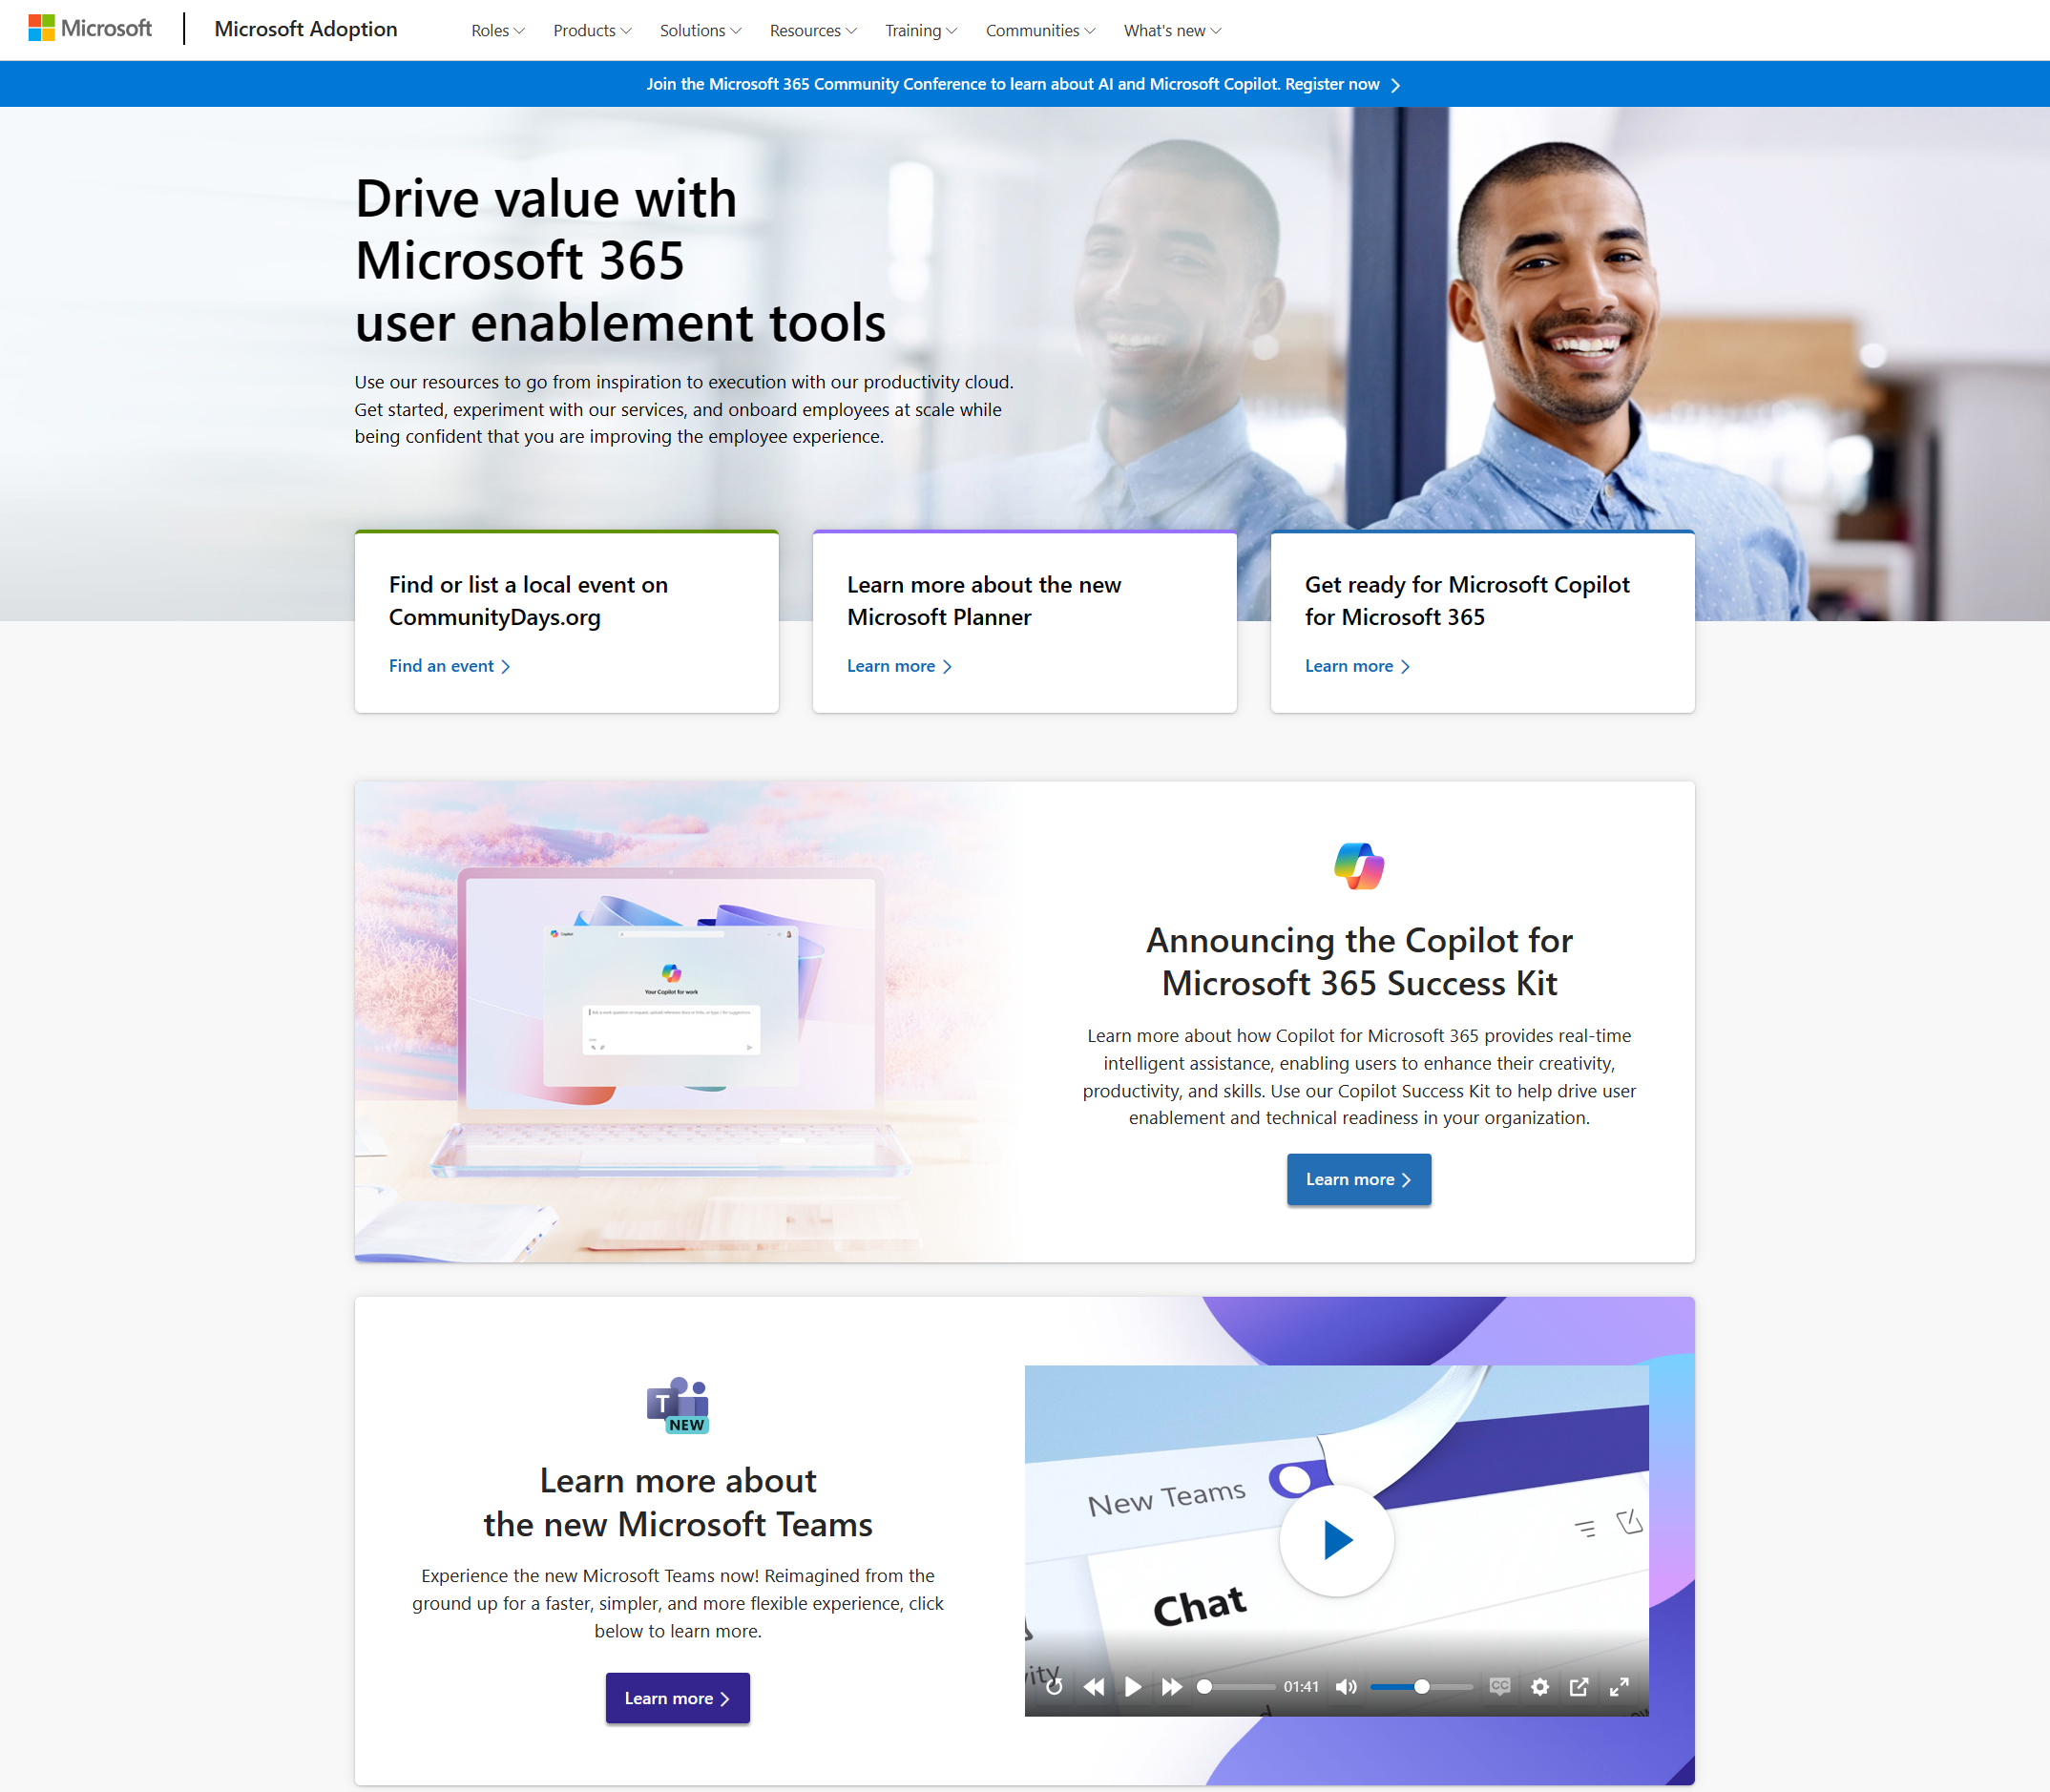 Microsoft
Microsoft Adoption
Roles
Products
Solutions
Resources
Training
Communities
What's new
Join the Microsoft 365 Community Conference to learn about AI and Microsoft Copilot. Register now
Drive value with
Microsoft 365
user enablement tools
Use our resources to go from inspiration to execution with our productivity cloud.
Get started, experiment with our services, and onboard employees at scale while
being confident that you are improving the employee experience.
Find or list a local event on
CommunityDays.org
Find an event
Learn more about the new
Microsoft Planner
Learn more
Get ready for Microsoft Copilot
for Microsoft 365
Learn more
Copilot
Your Copilot for work
Announcing the Copilot for
Microsoft 365 Success Kit
Learn more about how Copilot for Microsoft 365 provides real-time
intelligent assistance, enabling users to enhance their creativity,
productivity, and skills. Use our Copilot Success Kit to help drive user
enablement and technical readiness in your organization.
Learn more
T
NEW
Learn more about
the new Microsoft Teams
Experience the new Microsoft Teams now! Reimagined from the
ground up for a faster, simpler, and more flexible experience, click
below to learn more.
Learn more
New Teams
Chat
01:41
CC